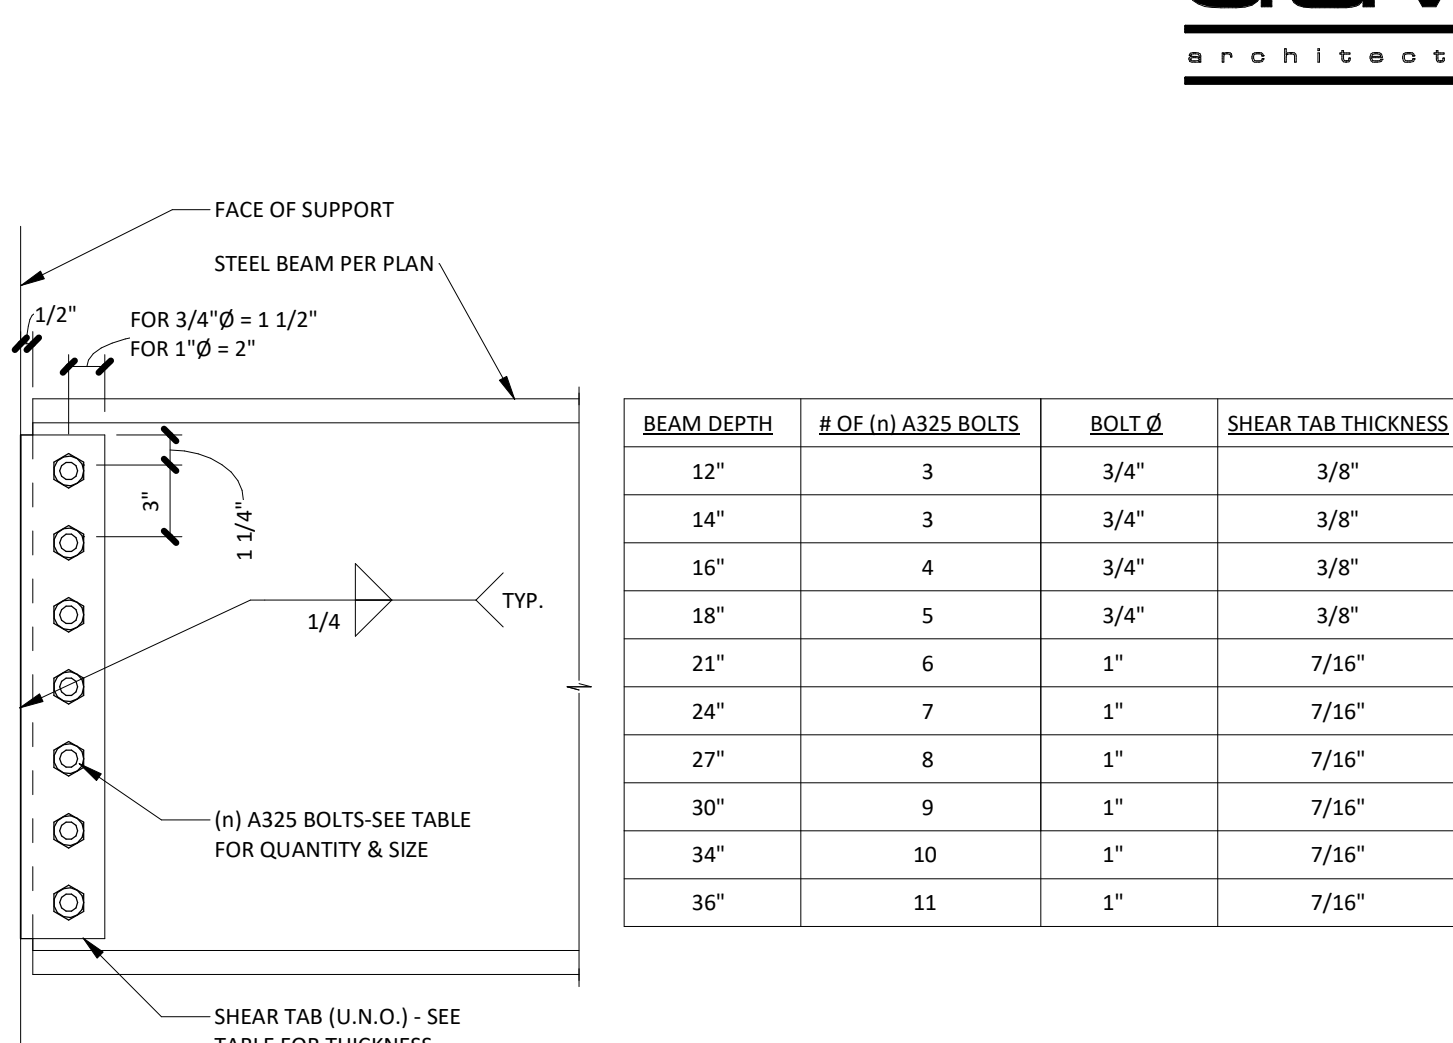 architect
FACE OF SUPPORT
STEEL BEAM PER PLAN
1/2"
FOR 3/4"Ø = 1 1/2"
FOR 1"Ø = 2"
3"
1 1/4"
1/4
TYP.
(n) A325 BOLTS-SEE TABLE
FOR QUANTITY & SIZE
SHEAR TAB (U.N.O.) - SEE
TABLE FOR THICKNESS
BEAM DEPTH # OF (n) A325 BOLTS BOLT Ø SHEAR TAB THICKNESS
12" 3 3/4" 3/8"
14" 3 3/4" 3/8"
16" 4 3/4" 3/8"
18" 5 3/4" 3/8"
21" 6 1" 7/16"
24" 7 1" 7/16"
27" 8 1" 7/16"
30" 9 1" 7/16"
34" 10 1" 7/16"
36" 11 1" 7/16"